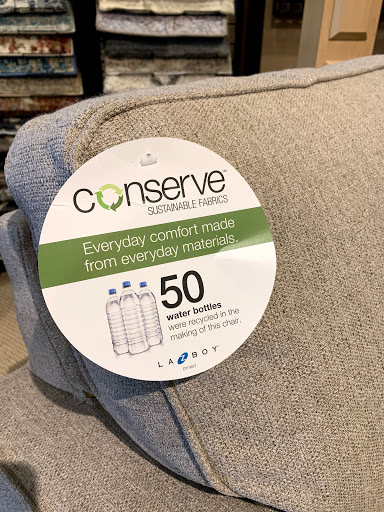 conserve™
SUSTAINABLE FABRICS
Everyday comfort made
from everyday materials.
50
water bottles
were recycled in the
making of this chair.
LA Z BOY